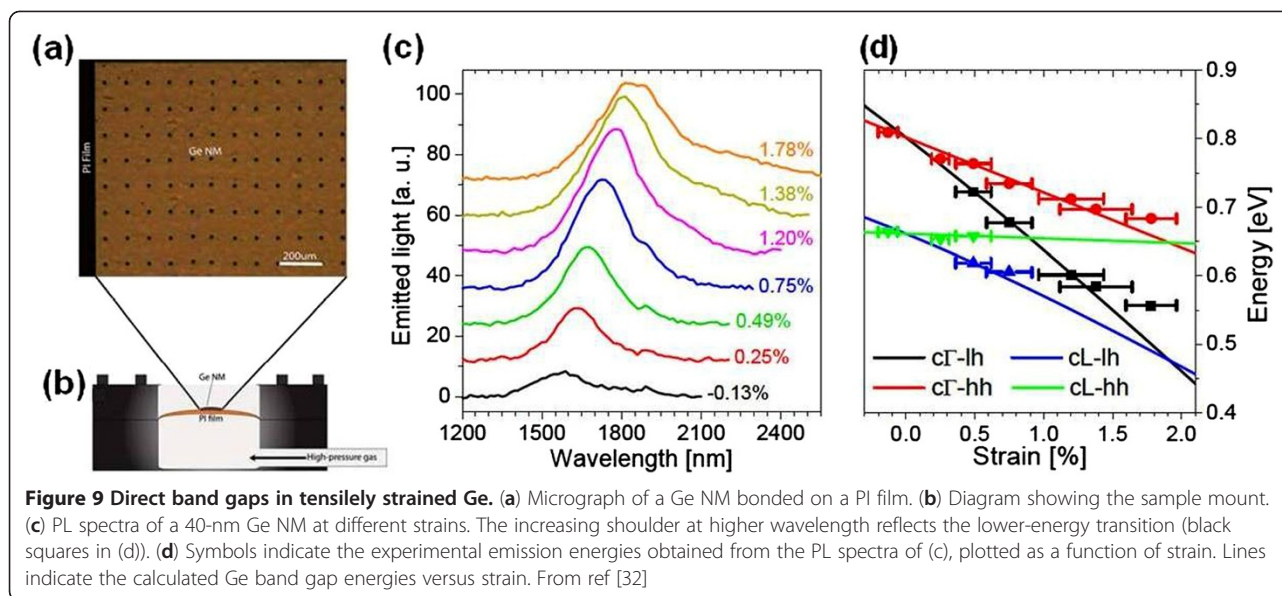 (a)
PI Film
Ge NM
200um
(b)
Ge NM
PI film
High-pressure gas
(c)
Emitted light [a. u.]
100
80
60
40
20
0
1.78%
1.38%
1.20%
0.75%
0.49%
0.25%
-0.13%
1200 1500 1800 2100 2400
Wavelength [nm]
(d)
0.9
0.8
0.7
0.6
0.5
0.4
Energy [eV]
cΓ-lh cL-lh
cΓ-hh cL-hh
0.0 0.5 1.0 1.5 2.0
Strain [%]
Figure 9 Direct band gaps in tensilely strained Ge. (a) Micrograph of a Ge NM bonded on a PI film. (b) Diagram showing the sample mount.
(c) PL spectra of a 40-nm Ge NM at different strains. The increasing shoulder at higher wavelength reflects the lower-energy transition (black
squares in (d)). (d) Symbols indicate the experimental emission energies obtained from the PL spectra of (c), plotted as a function of strain. Lines
indicate the calculated Ge band gap energies versus strain. From ref [32]